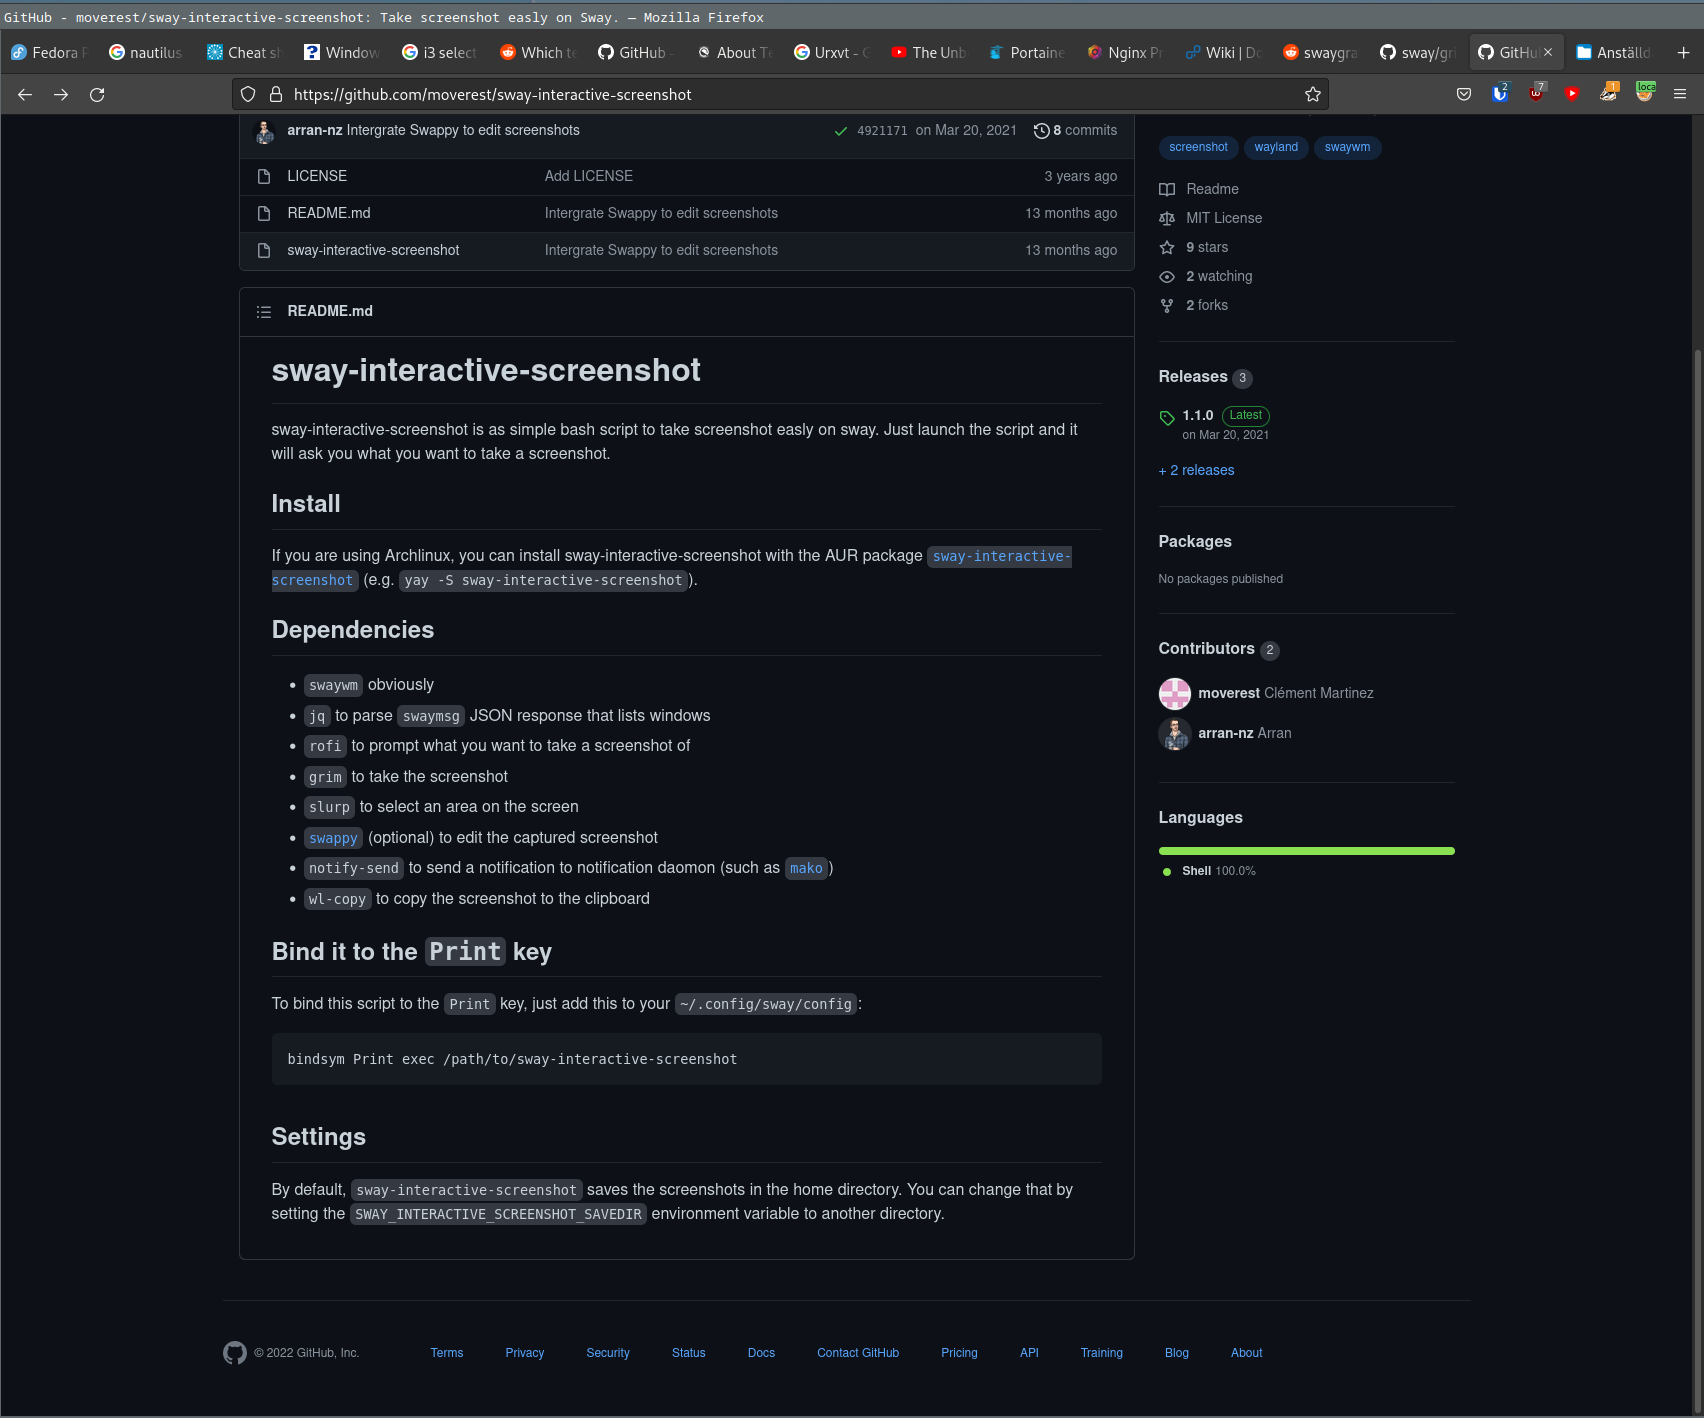 GitHub - moverest/sway-interactive-screenshot: Take screenshot easly on Sway. — Mozilla Firefox
Fedora nautilus Cheat sh Window i3 select Which te GitHub - About Te Urxvt - G The Unb Portaine Nginx Pr Wiki | Do swaygra sway/gri GitHu Anställd
https://github.com/moverest/sway-interactive-screenshot
2 7 1 loca
arran-nz Intergrate Swappy to edit screenshots 4921171 on Mar 20, 2021 8 commits
LICENSE Add LICENSE 3 years ago
README.md Intergrate Swappy to edit screenshots 13 months ago
sway-interactive-screenshot Intergrate Swappy to edit screenshots 13 months ago
README.md
sway-interactive-screenshot
sway-interactive-screenshot is as simple bash script to take screenshot easly on sway. Just launch the script and it
will ask you what you want to take a screenshot.
Install
If you are using Archlinux, you can install sway-interactive-screenshot with the AUR package sway-interactive-
screenshot (e.g. yay -S sway-interactive-screenshot).
Dependencies
• swaywm obviously
• jq to parse swaymsg JSON response that lists windows
• rofi to prompt what you want to take a screenshot of
• grim to take the screenshot
• slurp to select an area on the screen
• swappy (optional) to edit the captured screenshot
• notify-send to send a notification to notification daomon (such as mako)
• wl-copy to copy the screenshot to the clipboard
Bind it to the Print key
To bind this script to the Print key, just add this to your ~/.config/sway/config:
bindsym Print exec /path/to/sway-interactive-screenshot
Settings
By default, sway-interactive-screenshot saves the screenshots in the home directory. You can change that by
setting the SWAY_INTERACTIVE_SCREENSHOT_SAVEDIR environment variable to another directory.
screenshot wayland swaywm
Readme
MIT License
9 stars
2 watching
2 forks
Releases 3
1.1.0 Latest
on Mar 20, 2021
+ 2 releases
Packages
No packages published
Contributors 2
moverest Clément Martinez
arran-nz Arran
Languages
Shell 100.0%
© 2022 GitHub, Inc. Terms Privacy Security Status Docs Contact GitHub Pricing API Training Blog About